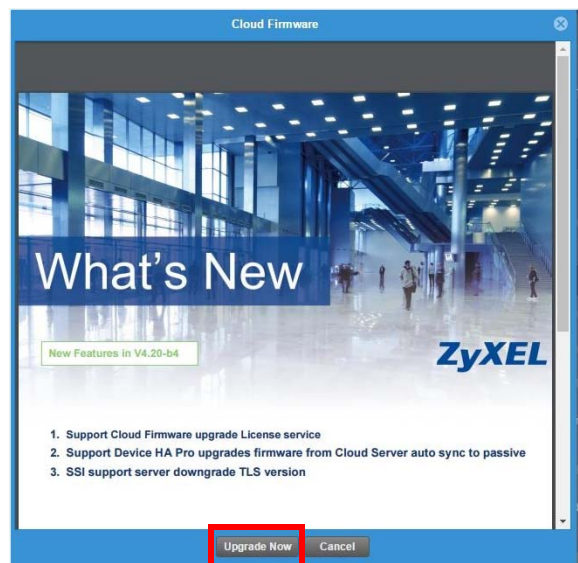 Cloud Firmware
What's New
New Features in V4.20-b4
ZyXEL
1. Support Cloud Firmware upgrade License service
2. Support Device HA Pro upgrades firmware from Cloud Server auto sync to passive
3. SSI support server downgrade TLS version
Upgrade Now Cancel